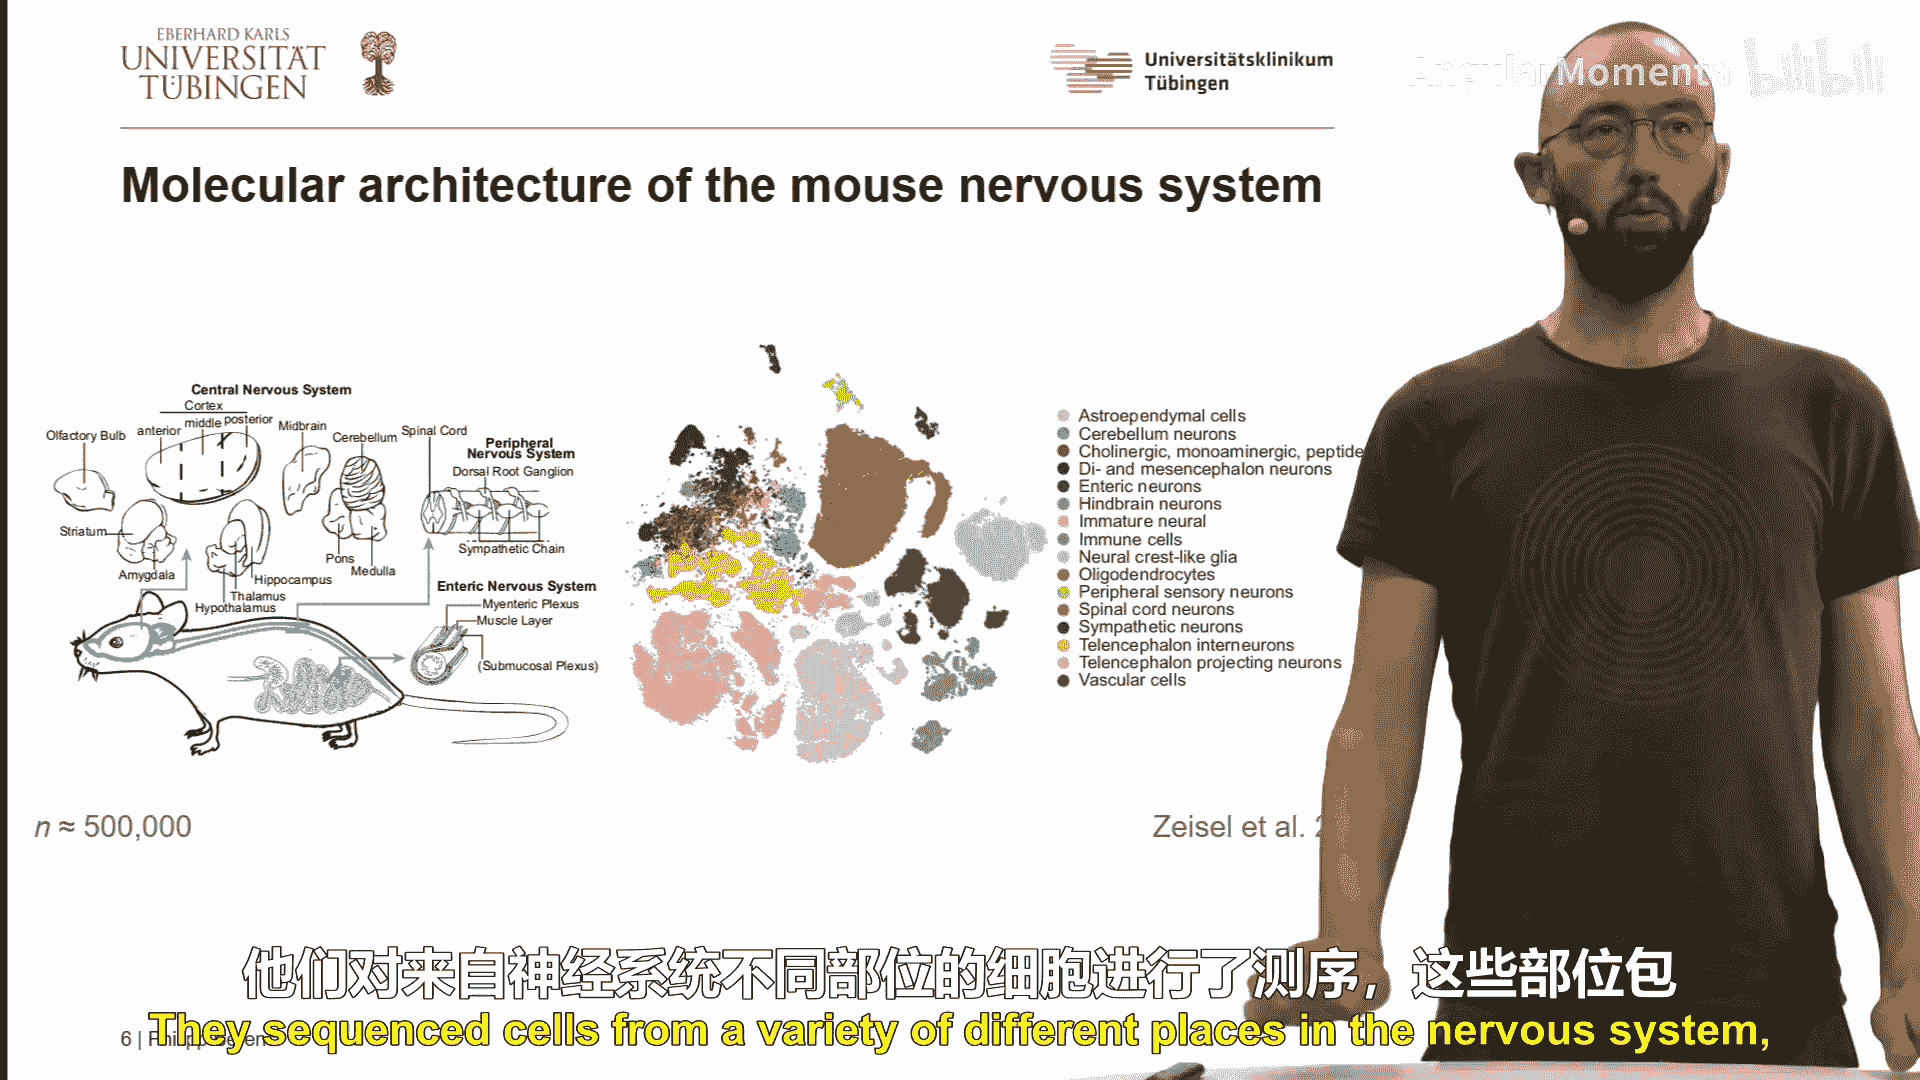 EBERHARD KARLS
UNIVERSITÄT
TÜBINGEN
Universitätsklinikum
Tübingen
AngularMomenta
bilibili
Molecular architecture of the mouse nervous system
Central Nervous System
Cortex
anterior
middle
posterior
Olfactory Bulb
Midbrain
Cerebellum
Spinal Cord
Peripheral
Nervous System
Dorsal Root Ganglion
Striatum
Amygdala
Hippocampus
Thalamus
Hypothalamus
Pons
Medulla
Sympathetic Chain
Enteric Nervous System
Myenteric Plexus
Muscle Layer
(Submucosal Plexus)
Astroependymal cells
Cerebellum neurons
Cholinergic, monoaminergic, peptide
Di- and mesencephalon neurons
Enteric neurons
Hindbrain neurons
Immature neural
Immune cells
Neural crest-like glia
Oligodendrocytes
Peripheral sensory neurons
Spinal cord neurons
Sympathetic neurons
Telencephalon interneurons
Telencephalon projecting neurons
Vascular cells
n ≈ 500,000
Zeisel et al.
他们对来自神经系统不同部位的细胞进行了测序，这些部位包
They sequenced cells from a variety of different places in the nervous system,
6 |